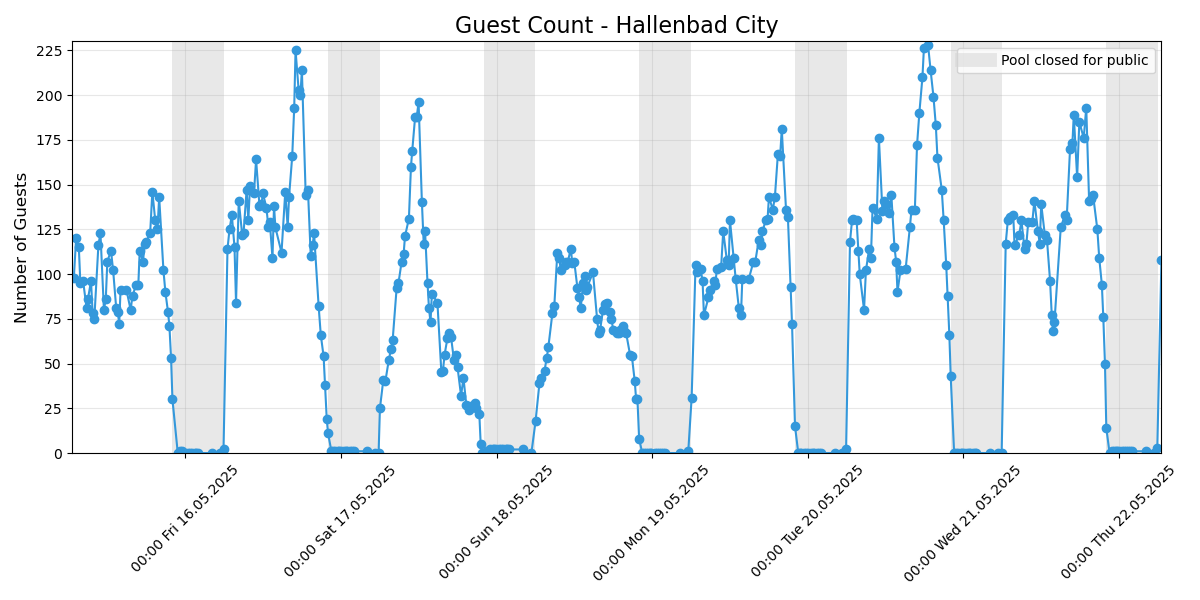 Guest Count - Hallenbad City
Pool closed for public
Number of Guests
225
200
175
150
125
100
75
50
25
0
00:00 Fri 16.05.2025
00:00 Sat 17.05.2025
00:00 Sun 18.05.2025
00:00 Mon 19.05.2025
00:00 Tue 20.05.2025
00:00 Wed 21.05.2025
00:00 Thu 22.05.2025